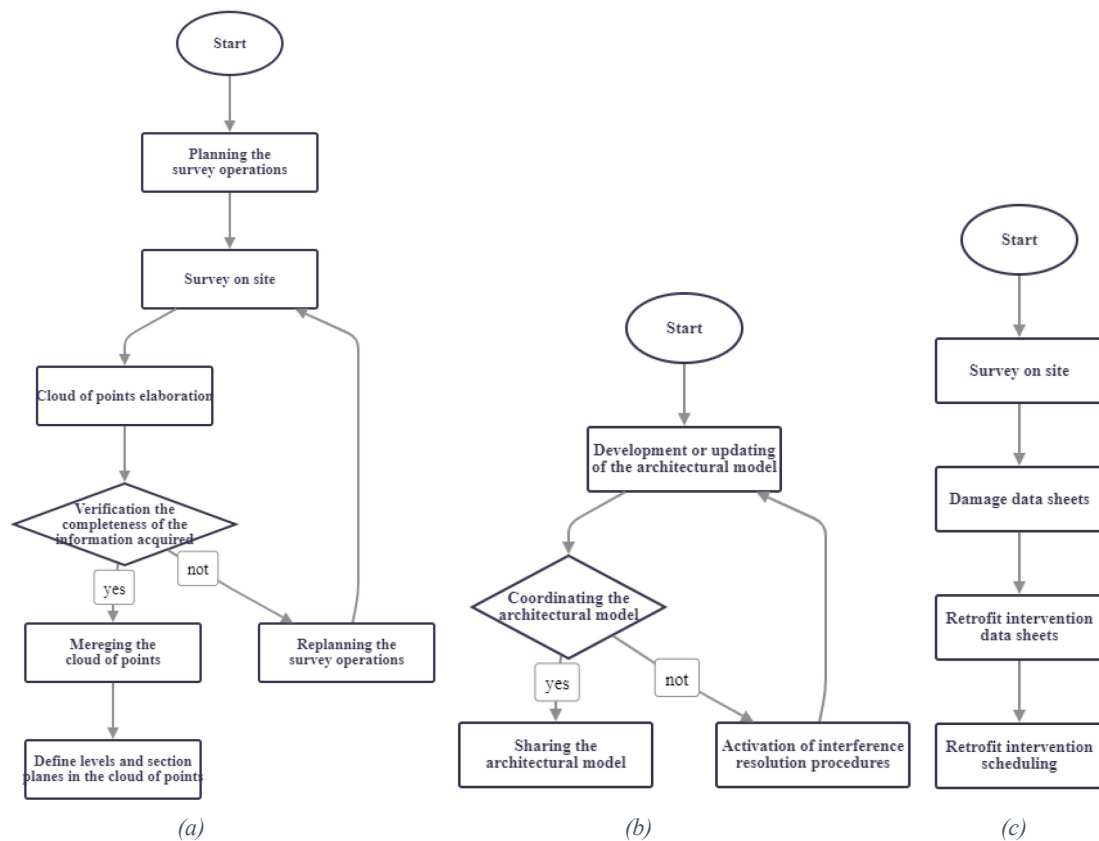 Start
Planning the
survey operations
Survey on site
Cloud of points elaboration
Verification the
completeness of the
information acquired
yes
not
Mereging the
cloud of points
Replanning the
survey operations
Define levels and section
planes in the cloud of points
(a)
Start
Development or updating
of the architectural model
Coordinating the
architectural model
yes
not
Sharing the
architectural model
Activation of interference
resolution procedures
(b)
Start
Survey on site
Damage data sheets
Retrofit intervention
data sheets
Retrofit intervention
scheduling
(c)